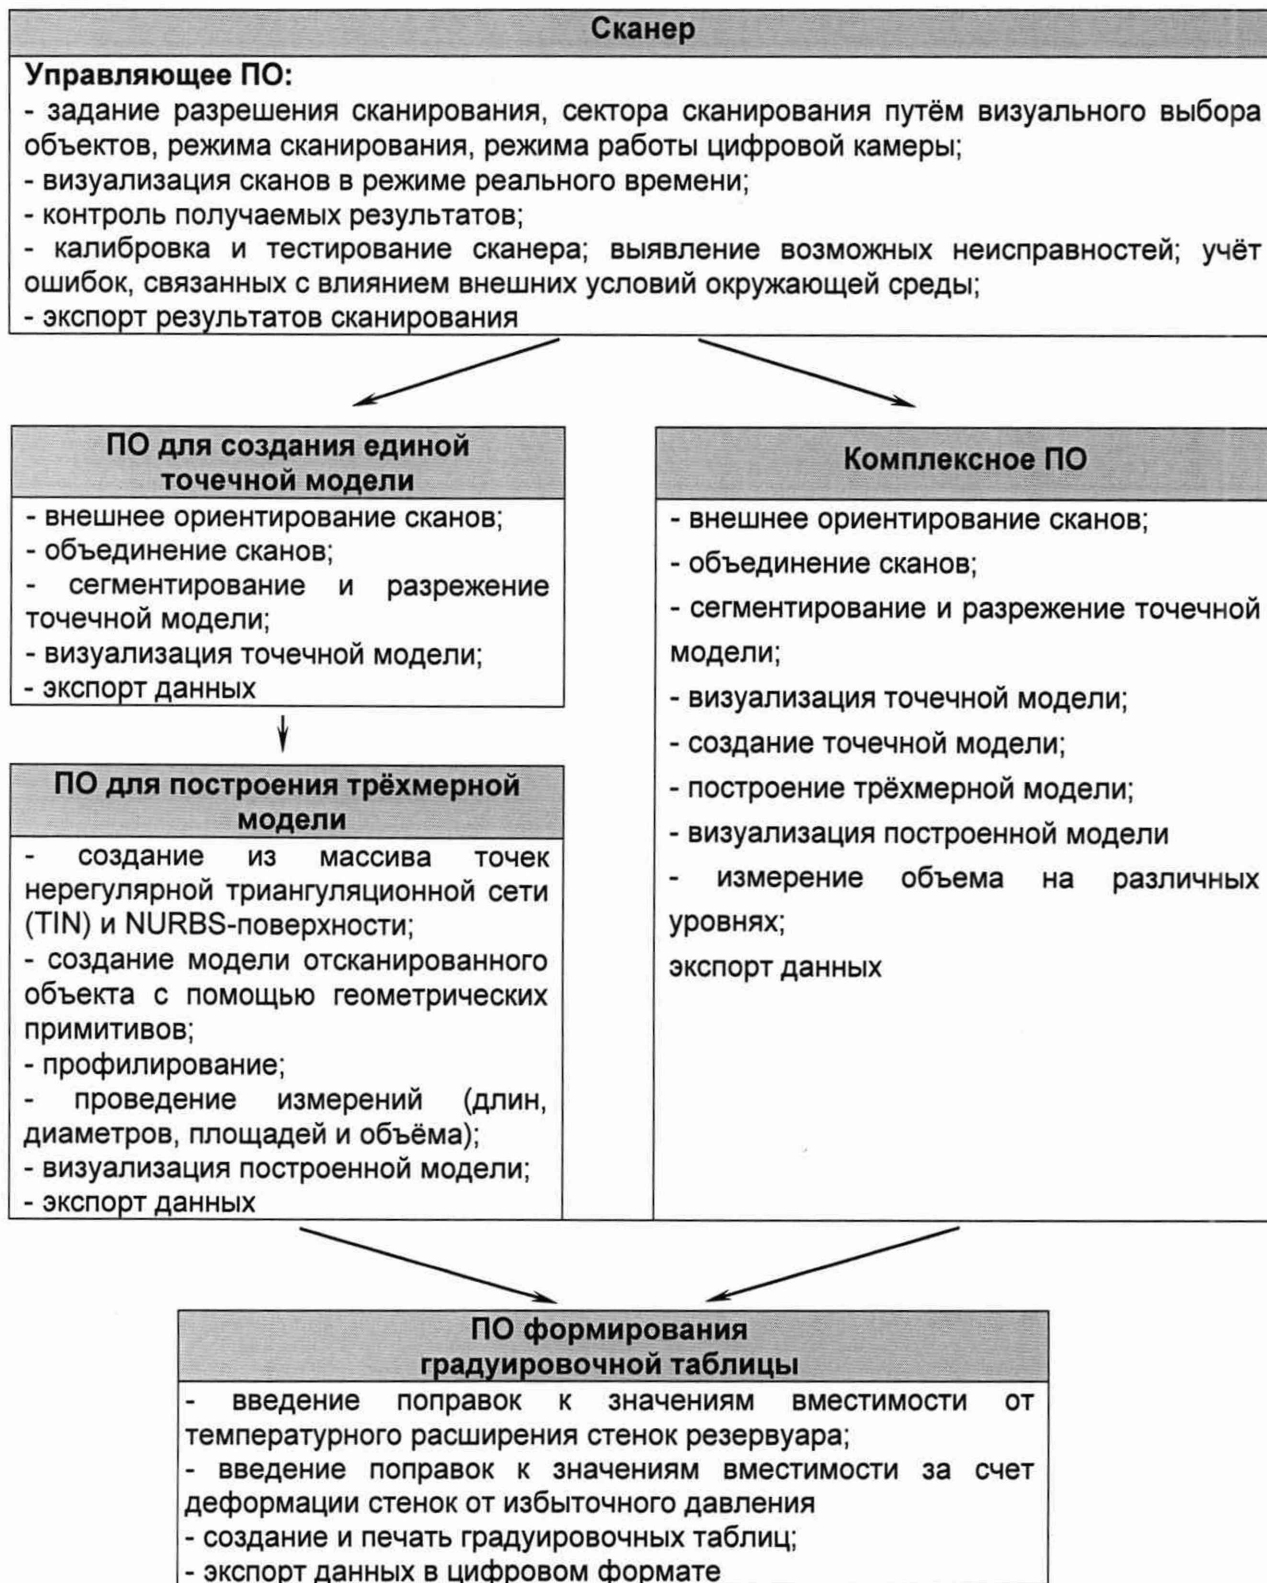 Сканер
Управляющее ПО:
- задание разрешения сканирования, сектора сканирования путём визуального выбора
объектов, режима сканирования, режима работы цифровой камеры;
- визуализация сканов в режиме реального времени;
- контроль получаемых результатов;
- калибровка и тестирование сканера; выявление возможных неисправностей; учёт
ошибок, связанных с влиянием внешних условий окружающей среды;
- экспорт результатов сканирования
ПО для создания единой
точечной модели
- внешнее ориентирование сканов;
- объединение сканов;
- сегментирование и разрежение
точечной модели;
- визуализация точечной модели;
- экспорт данных
ПО для построения трёхмерной
модели
- создание из массива точек
нерегулярной триангуляционной сети
(TIN) и NURBS-поверхности;
- создание модели отсканированного
объекта с помощью геометрических
примитивов;
- профилирование;
- проведение измерений (длин,
диаметров, площадей и объёма);
- визуализация построенной модели;
- экспорт данных
Комплексное ПО
- внешнее ориентирование сканов;
- объединение сканов;
- сегментирование и разрежение точечной
модели;
- визуализация точечной модели;
- создание точечной модели;
- построение трёхмерной модели;
- визуализация построенной модели
- измерение объема на различных
уровнях;
экспорт данных
ПО формирования
градуировочной таблицы
- введение поправок к значениям вместимости от
температурного расширения стенок резервуара;
- введение поправок к значениям вместимости за счет
деформации стенок от избыточного давления
- создание и печать градуировочных таблиц;
- экспорт данных в цифровом формате